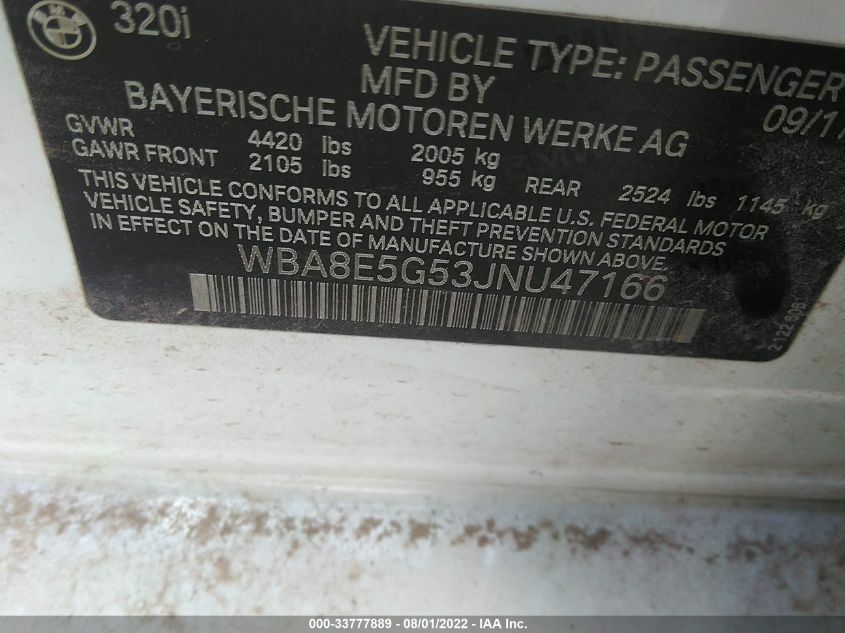 BMW 320i
VEHICLE TYPE: PASSENGER
MFD BY
BAYERISCHE MOTOREN WERKE AG 09/17
GVWR 4420 lbs 2005 kg
GAWR FRONT 2105 lbs 955 kg REAR 2524 lbs 1145 kg
THIS VEHICLE CONFORMS TO ALL APPLICABLE U.S. FEDERAL MOTOR
VEHICLE SAFETY, BUMPER AND THEFT PREVENTION STANDARDS
IN EFFECT ON THE DATE OF MANUFACTURE SHOWN ABOVE.
WBA8E5G53JNU47166
000-33777889 - 08/01/2022 - IAA Inc.